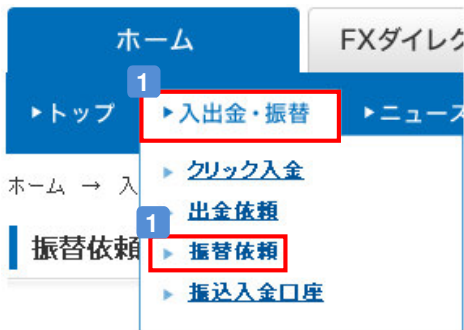 ホーム FXダイレク
1
▸トップ ▸入出金・振替 ▸ニュース
クリック入金
ホーム → 入
出金依頼
1
振替依頼 振替依頼
振込入金口座